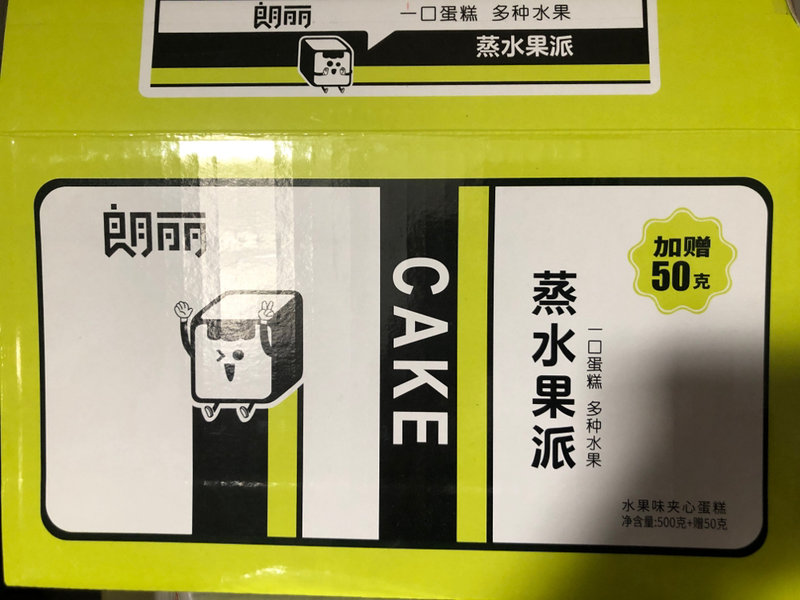 朗丽
一口蛋糕 多种水果
蒸水果派
朗丽
CAKE
加赠
50克
蒸水果派
一口蛋糕 多种水果
水果味夹心蛋糕
净含量:500克+赠50克